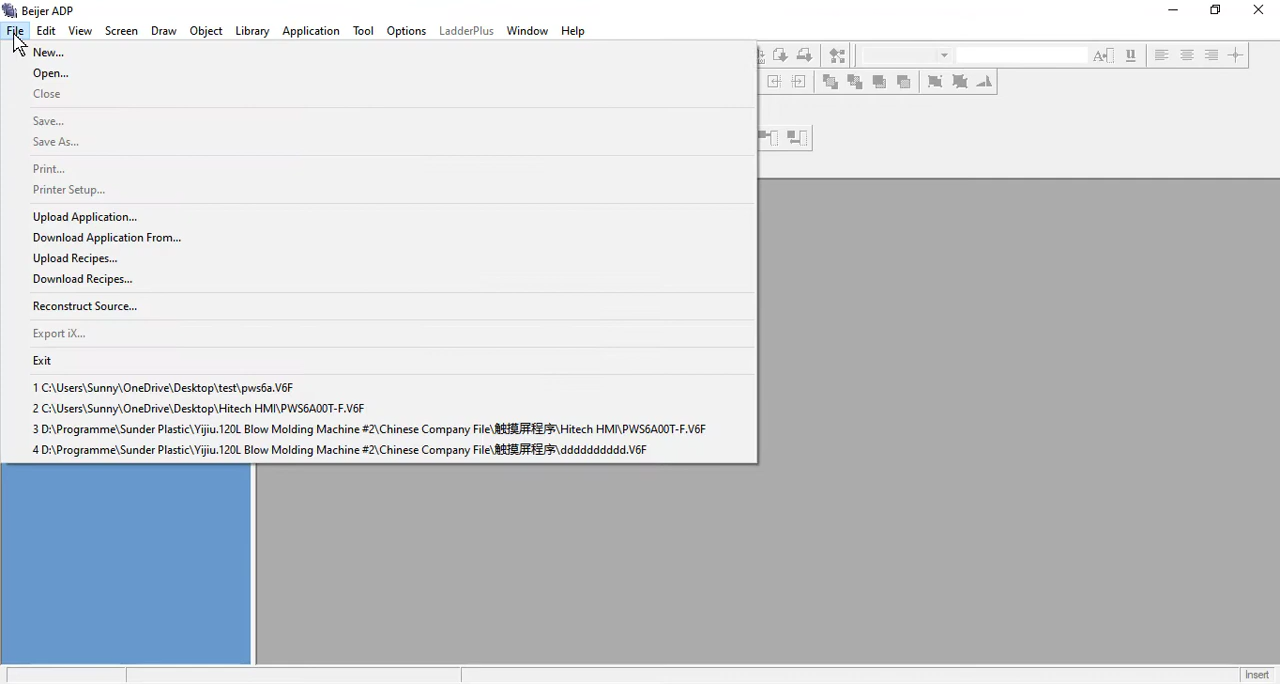 Beijer ADP
File Edit View Screen Draw Object Library Application Tool Options LadderPlus Window Help
New...
Open...
Close
Save...
Save As...
Print...
Printer Setup...
Upload Application...
Download Application From...
Upload Recipes...
Download Recipes...
Reconstruct Source...
Export iX...
Exit
1 C:\Users\Sunny\OneDrive\Desktop\test\pws6a.V6F
2 C:\Users\Sunny\OneDrive\Desktop\Hitech HMI\PWS6A00T-F.V6F
3 D:\Programme\Sunder Plastic\Yijiu.120L Blow Molding Machine #2\Chinese Company File\触摸屏程序\Hitech HMI\PWS6A00T-F.V6F
4 D:\Programme\Sunder Plastic\Yijiu.120L Blow Molding Machine #2\Chinese Company File\触摸屏程序\dddddddddd.V6F
Insert